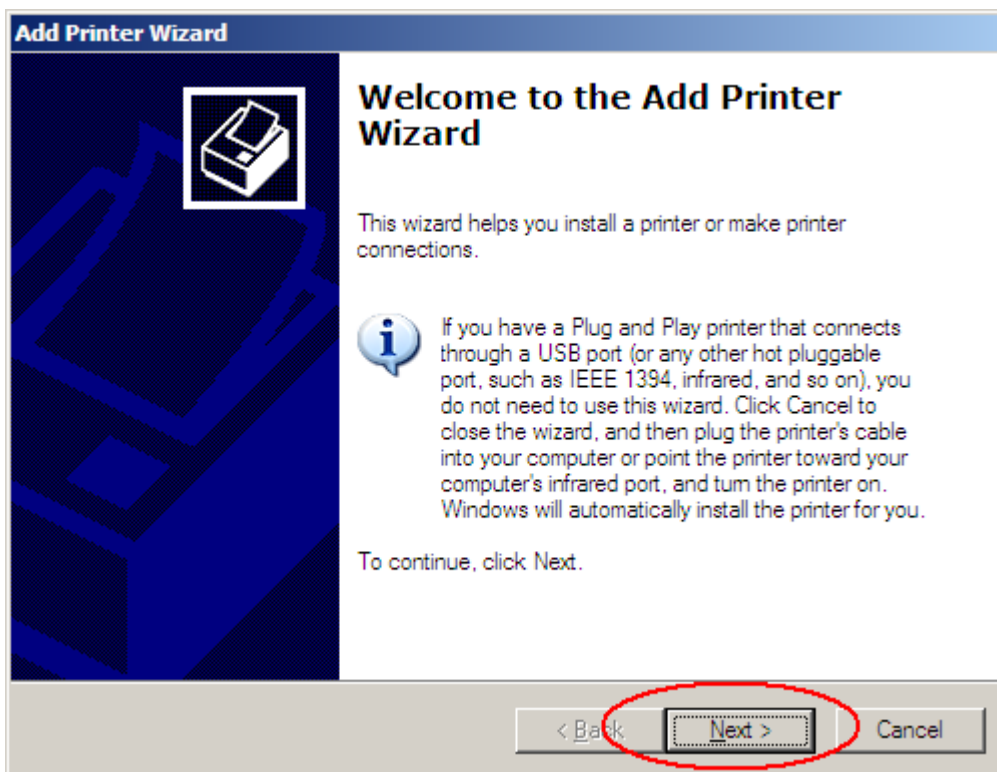 Add Printer Wizard
Welcome to the Add Printer
Wizard
This wizard helps you install a printer or make printer
connections.
If you have a Plug and Play printer that connects
through a USB port (or any other hot pluggable
port, such as IEEE 1394, infrared, and so on), you
do not need to use this wizard. Click Cancel to
close the wizard, and then plug the printer's cable
into your computer or point the printer toward your
computer's infrared port, and turn the printer on.
Windows will automatically install the printer for you.
To continue, click Next.
< Back Next > Cancel